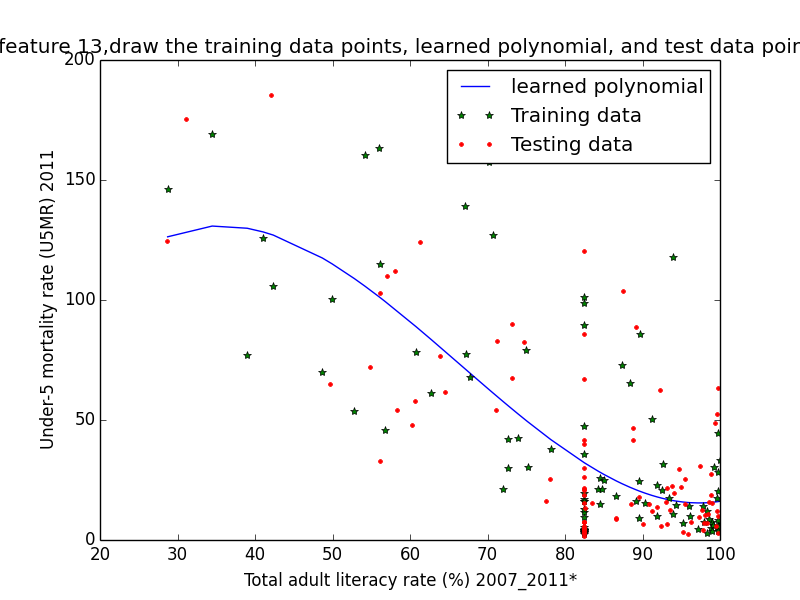 feature 13,draw the training data points, learned polynomial, and test data poin
200
150
100
50
0
20 30 40 50 60 70 80 90 100
Under-5 mortality rate (U5MR) 2011
Total adult literacy rate (%) 2007_2011*
learned polynomial
Training data
Testing data